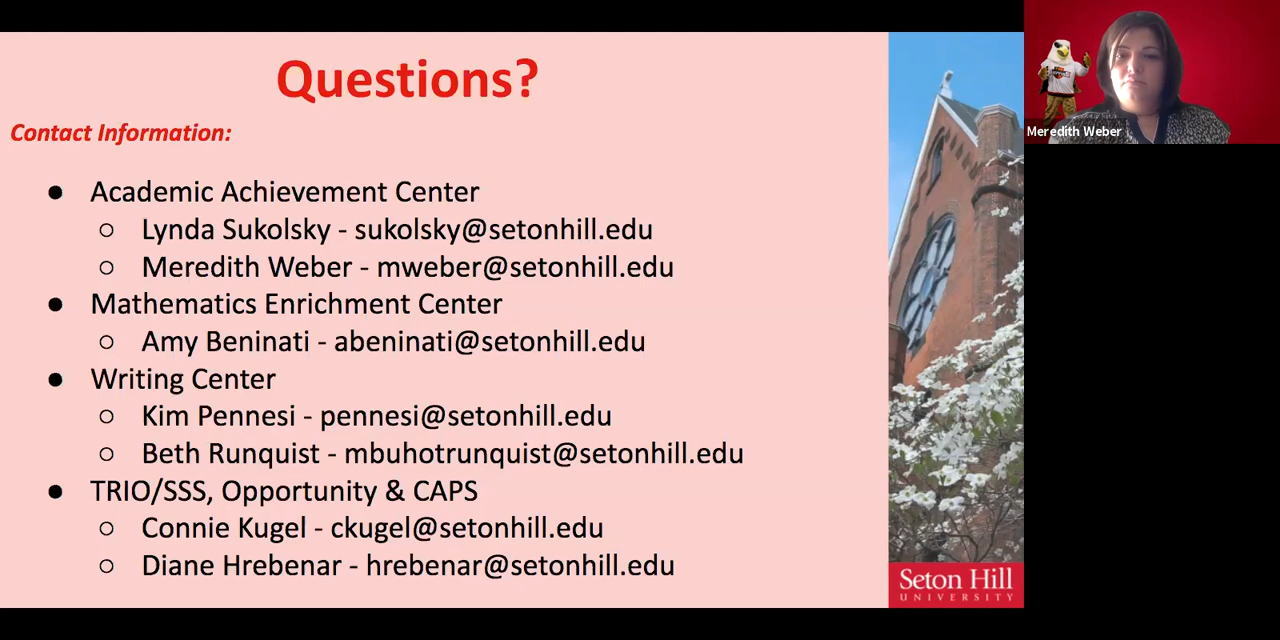 Questions?
Contact Information:
● Academic Achievement Center
○ Lynda Sukolsky - sukolsky@setonhill.edu
○ Meredith Weber - mweber@setonhill.edu
● Mathematics Enrichment Center
○ Amy Beninati - abeninati@setonhill.edu
● Writing Center
○ Kim Pennesi - pennesi@setonhill.edu
○ Beth Runquist - mbuhotrunquist@setonhill.edu
● TRIO/SSS, Opportunity & CAPS
○ Connie Kugel - ckugel@setonhill.edu
○ Diane Hrebenar - hrebenar@setonhill.edu
Seton Hill
UNIVERSITY
Meredith Weber